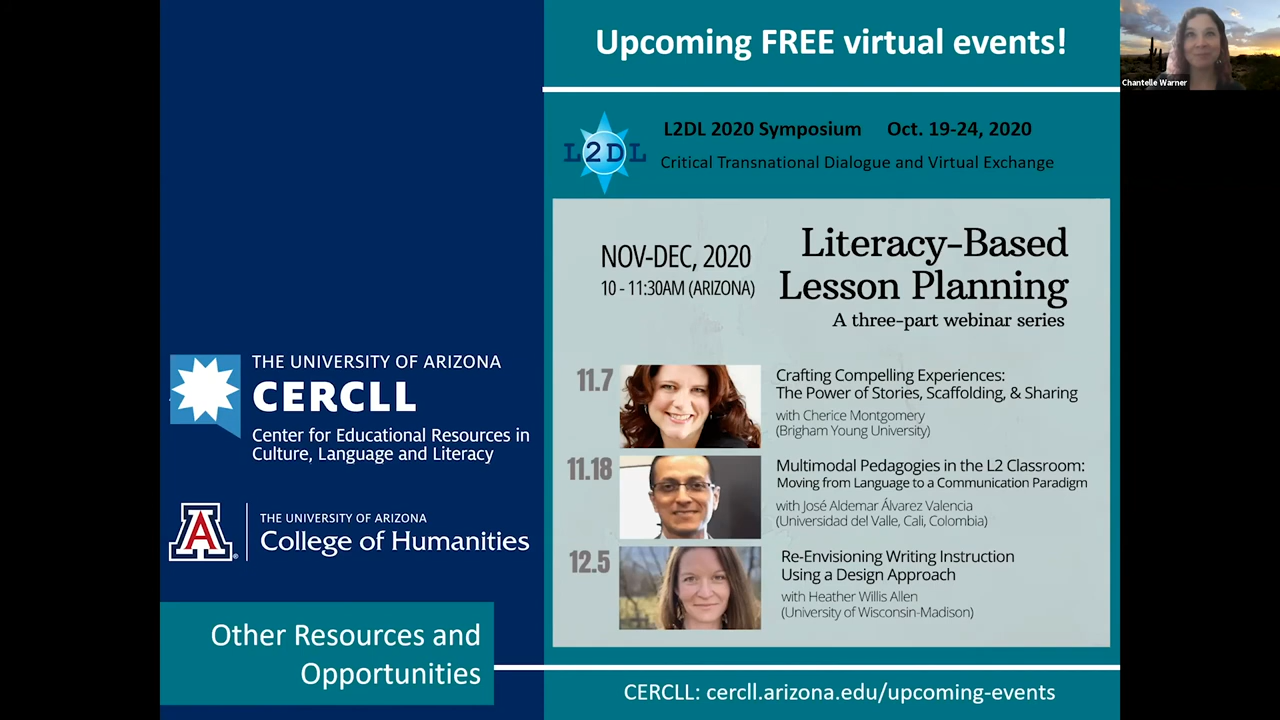 Upcoming FREE virtual events!
Chantelle Warner
L2DL
L2DL 2020 Symposium Oct. 19-24, 2020
Critical Transnational Dialogue and Virtual Exchange
NOV-DEC, 2020
10 - 11:30AM (ARIZONA)
Literacy-Based
Lesson Planning
A three-part webinar series
11.7
Crafting Compelling Experiences:
The Power of Stories, Scaffolding, & Sharing
with Cherice Montgomery
(Brigham Young University)
11.18
Multimodal Pedagogies in the L2 Classroom:
Moving from Language to a Communication Paradigm
with José Aldemar Álvarez Valencia
(Universidad del Valle, Cali, Colombia)
12.5
Re-Envisioning Writing Instruction
Using a Design Approach
with Heather Willis Allen
(University of Wisconsin-Madison)
THE UNIVERSITY OF ARIZONA
CERCLL
Center for Educational Resources in
Culture, Language and Literacy
A
THE UNIVERSITY OF ARIZONA
College of Humanities
Other Resources and
Opportunities
CERCLL: cercll.arizona.edu/upcoming-events